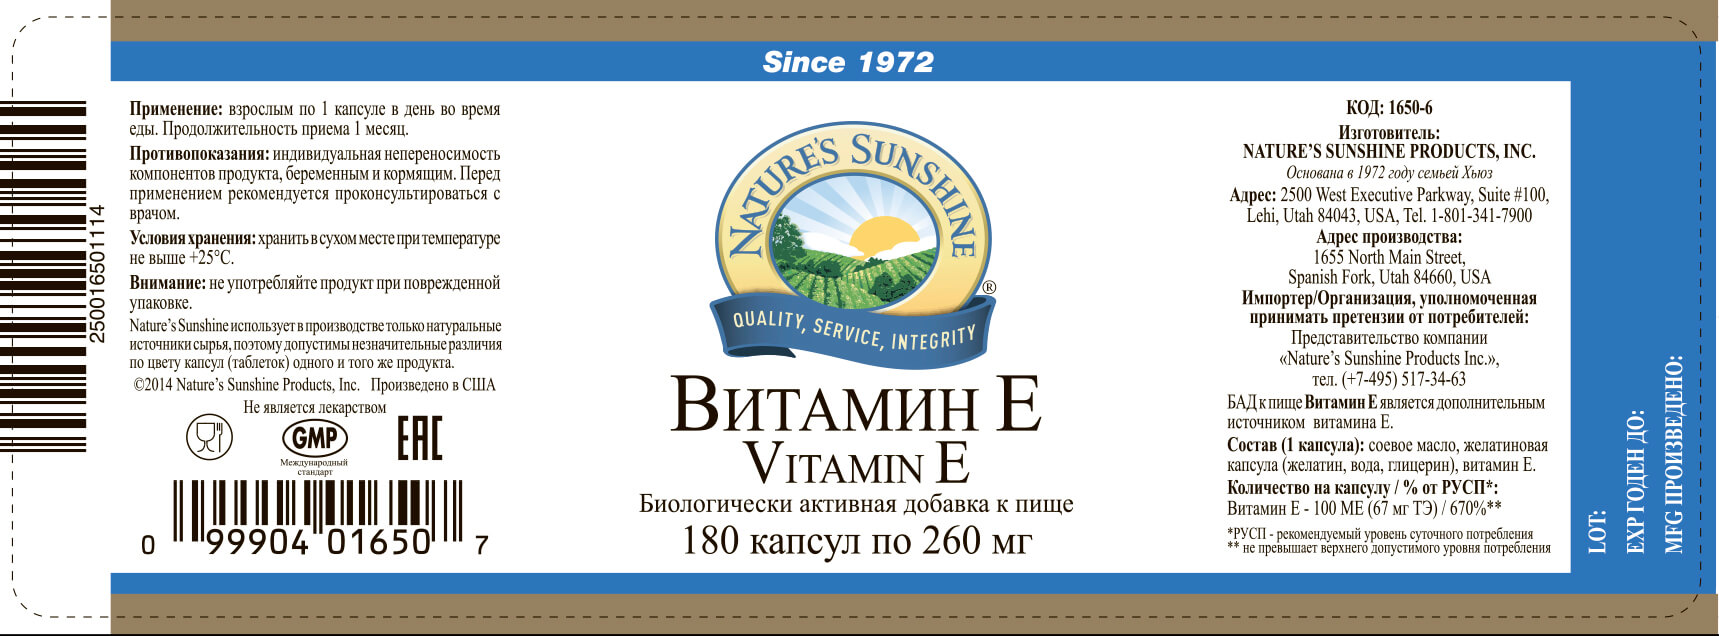 Since 1972
250016501114
Применение: взрослым по 1 капсуле в день во время
еды. Продолжительность приема 1 месяц.
Противопоказания: индивидуальная непереносимость
компонентов продукта, беременным и кормящим. Перед
применением рекомендуется проконсультироваться с
врачом.
Условия хранения: хранить в сухом месте при температуре
не выше +25°С.
Внимание: не употребляйте продукт при поврежденной
упаковке.
Nature's Sunshine использует в производстве только натуральные
источники сырья, поэтому допустимы незначительные различия
по цвету капсул (таблеток) одного и того же продукта.
©2014 Nature's Sunshine Products, Inc. Произведено в США
Не является лекарством
GMP
Международный
стандарт
EAC
0 99904 01650 7
NATURE'S SUNSHINE
®
QUALITY, SERVICE, INTEGRITY
ВИТАМИН Е
VITAMIN E
Биологически активная добавка к пище
180 капсул по 260 мг
КОД: 1650-6
Изготовитель:
NATURE'S SUNSHINE PRODUCTS, INC.
Основана в 1972 году семьей Хьюз
Адрес: 2500 West Executive Parkway, Suite #100,
Lehi, Utah 84043, USA, Tel. 1-801-341-7900
Адрес производства:
1655 North Main Street,
Spanish Fork, Utah 84660, USA
Импортер/Организация, уполномоченная
принимать претензии от потребителей:
Представительство компании
«Nature's Sunshine Products Inc.»,
тел. (+7-495) 517-34-63
БАД к пище Витамин Е является дополнительным
источником витамина Е.
Состав (1 капсула): соевое масло, желатиновая
капсула (желатин, вода, глицерин), витамин Е.
Количество на капсулу / % от РУСП*:
Витамин Е - 100 МЕ (67 мг ТЭ) / 670%**
*РУСП - рекомендуемый уровень суточного потребления
** не превышает верхнего допустимого уровня потребления
LOT:
EXP ГОДЕН ДО:
MFG ПРОИЗВЕДЕНО: